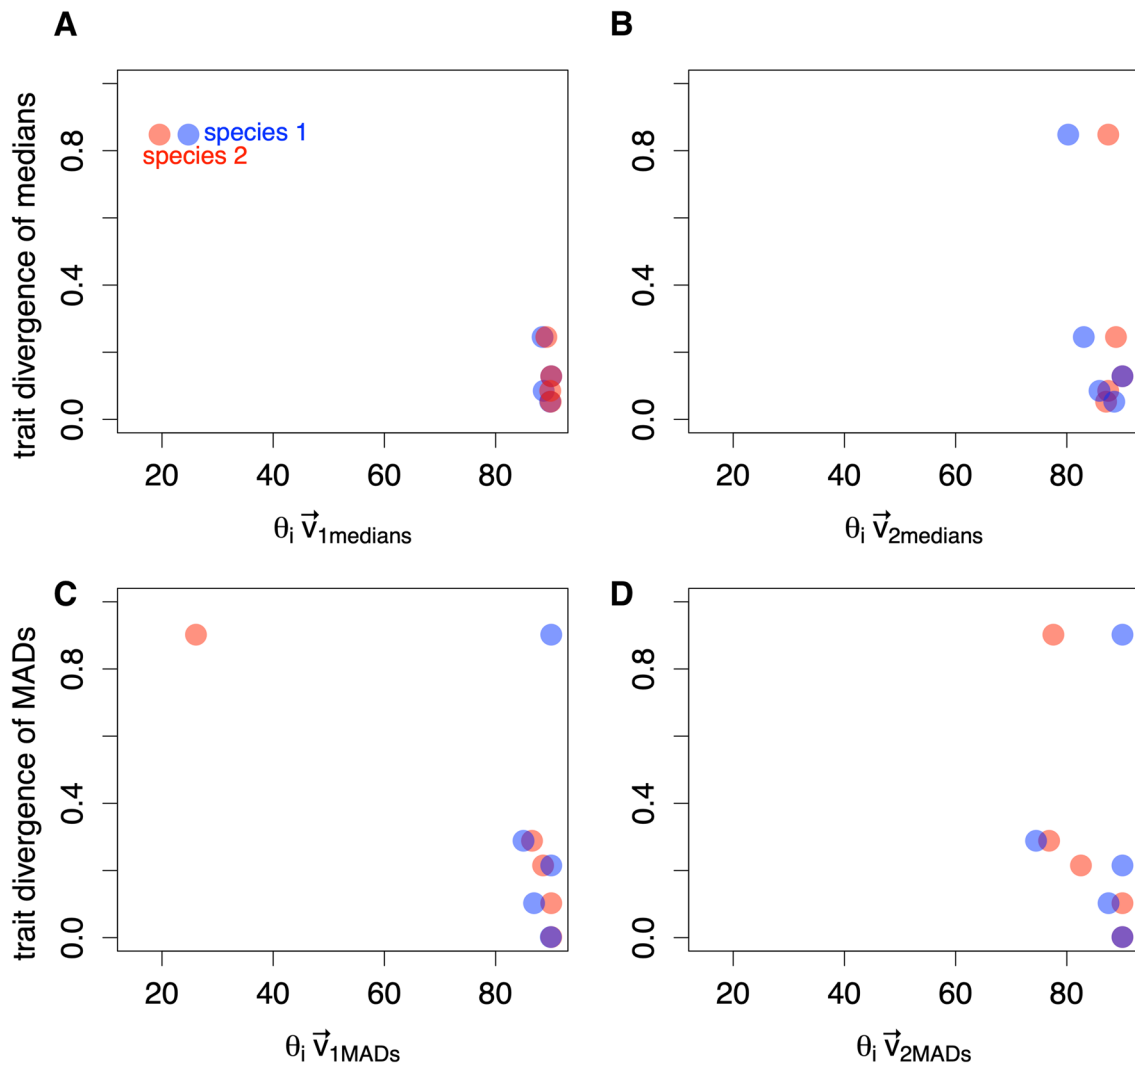 A
B
trait divergence of medians
0.0 0.4 0.8
species 1
species 2
20 40 60 80
θi v⃗1medians
0.0 0.4 0.8
20 40 60 80
θi v⃗2medians
C
D
trait divergence of MADs
0.0 0.4 0.8
20 40 60 80
θi v⃗1MADs
0.0 0.4 0.8
20 40 60 80
θi v⃗2MADs